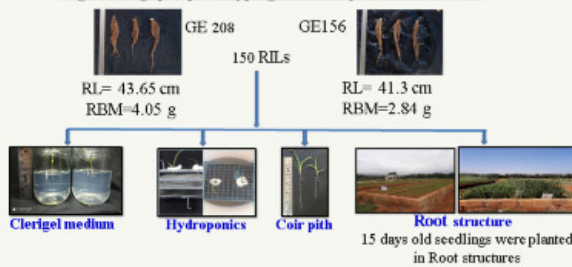 GE 208
GE156
150 RILs
RL= 43.65 cm
RBM=4.05 g
RL= 41.3 cm
RBM=2.84 g
Clerigel medium
Hydroponics
Coir pith
Root structure
15 days old seedlings were planted
in Root structures